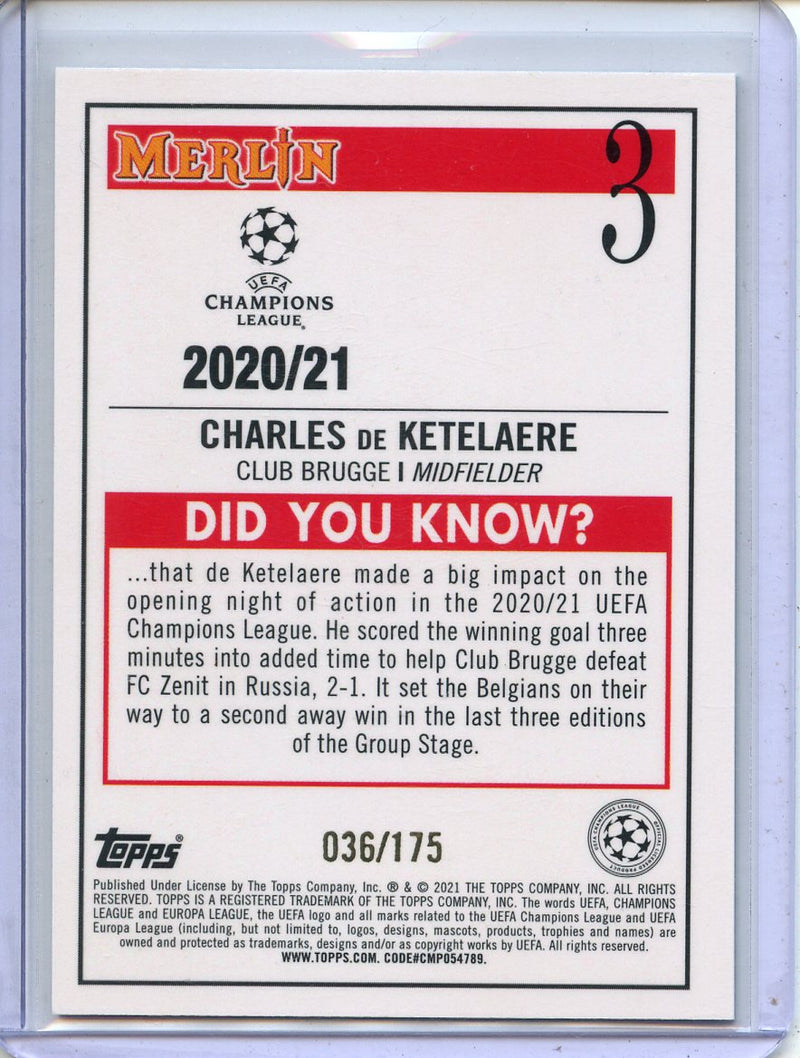 MERLIN
3
UEFA
CHAMPIONS
LEAGUE®
2020/21
CHARLES DE KETELAERE
CLUB BRUGGE | MIDFIELDER
DID YOU KNOW?
...that de Ketelaere made a big impact on the
opening night of action in the 2020/21 UEFA
Champions League. He scored the winning goal three
minutes into added time to help Club Brugge defeat
FC Zenit in Russia, 2-1. It set the Belgians on their
way to a second away win in the last three editions
of the Group Stage.
topps®
036/175
UEFA CHAMPIONS LEAGUE OFFICIAL LICENSED PRODUCT
Published Under License by The Topps Company, Inc. ® & © 2021 THE TOPPS COMPANY, INC. ALL RIGHTS
RESERVED. TOPPS IS A REGISTERED TRADEMARK OF THE TOPPS COMPANY, INC. The words UEFA, CHAMPIONS
LEAGUE and EUROPA LEAGUE, the UEFA logo and all marks related to the UEFA Champions League and UEFA
Europa League (including, but not limited to, logos, designs, mascots, products, trophies and names) are
owned and protected as trademarks, designs and/or as copyright works by UEFA. All rights reserved.
WWW.TOPPS.COM. CODE#CMP054789.